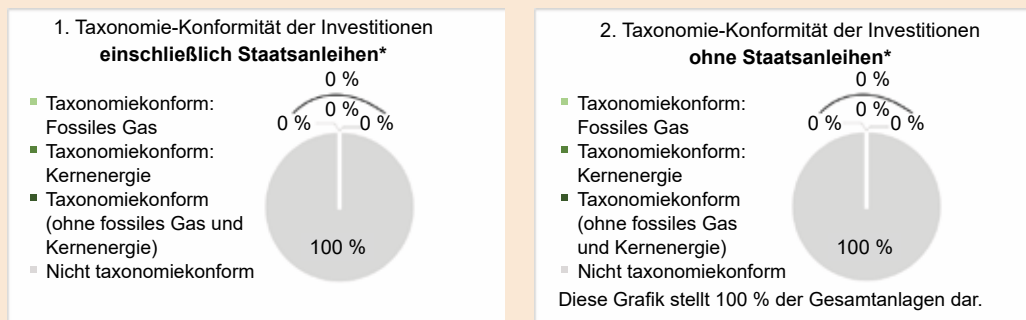 1. Taxonomie-Konformität der Investitionen
einschließlich Staatsanleihen*
0 %
0 %
0 %
0 %
Taxonomiekonform:
Fossiles Gas
Taxonomiekonform:
Kernenergie
Taxonomiekonform
(ohne fossiles Gas und
Kernenergie)
Nicht taxonomiekonform
100 %
2. Taxonomie-Konformität der Investitionen
ohne Staatsanleihen*
0 %
0 %
0 %
0 %
Taxonomiekonform:
Fossiles Gas
Taxonomiekonform:
Kernenergie
Taxonomiekonform
(ohne fossiles Gas
und Kernenergie)
Nicht taxonomiekonform
100 %
Diese Grafik stellt 100 % der Gesamtanlagen dar.